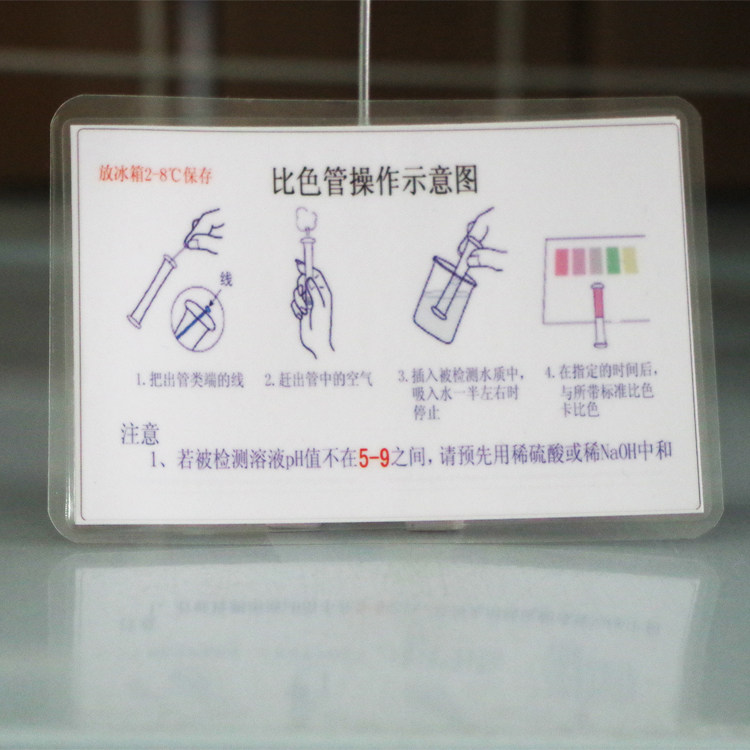 放冰箱2-8℃保存
比色管操作示意图
线
1.把出管类端的线
2.赶出管中的空气
3.插入被检测水质中，
吸入水一半左右时
停止
4.在指定的时间后，
与所带标准比色
卡比色
注意
1、若被检测溶液pH值不在5-9之间，请预先用稀硫酸或稀NaOH中和